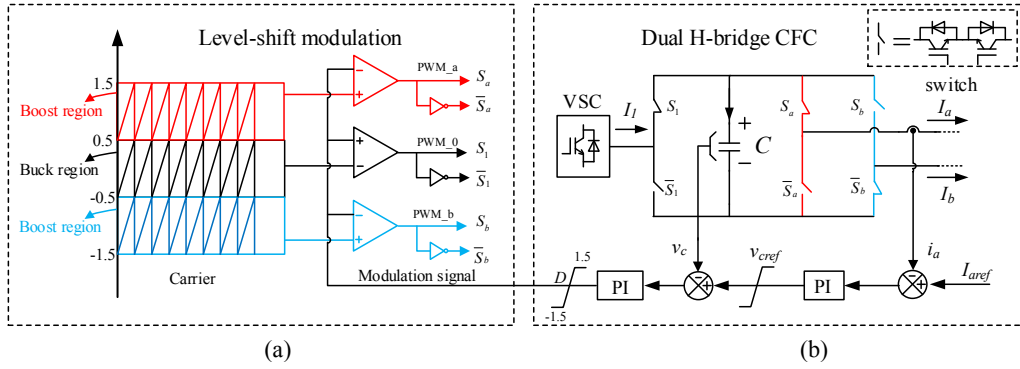 Level-shift modulation
1.5
Boost region
0.5
Buck region
-0.5
Boost region
-1.5
Carrier
−
+
PWM_a
S_a
S̅_a
+
−
PWM_0
S_1
S̅_1
−
+
PWM_b
S_b
S̅_b
Modulation signal
(a)
Dual H-bridge CFC
=
switch
VSC
I_1
S_1
S̅_1
+
C
−
S_a
S̅_a
S_b
S̅_b
I_a
I_b
v_c
i_a
D
1.5
-1.5
PI
−
+
v_cref
PI
−
+
I_aref
(b)